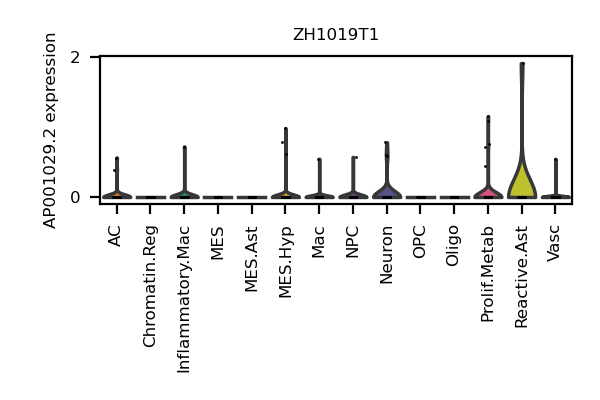 ZH1019T1
AP001029.2 expression
2
0
AC
Chromatin.Reg
Inflammatory.Mac
MES
MES.Ast
MES.Hyp
Mac
NPC
Neuron
OPC
Oligo
Prolif.Metab
Reactive.Ast
Vasc